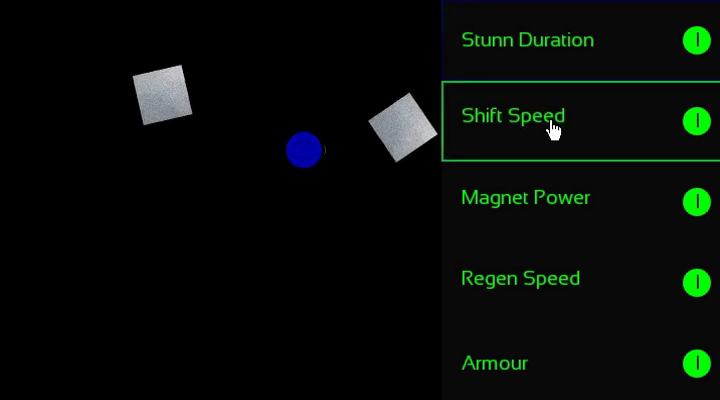 Stunn Duration
I
Shift Speed
I
Magnet Power
I
Regen Speed
I
Armour
I